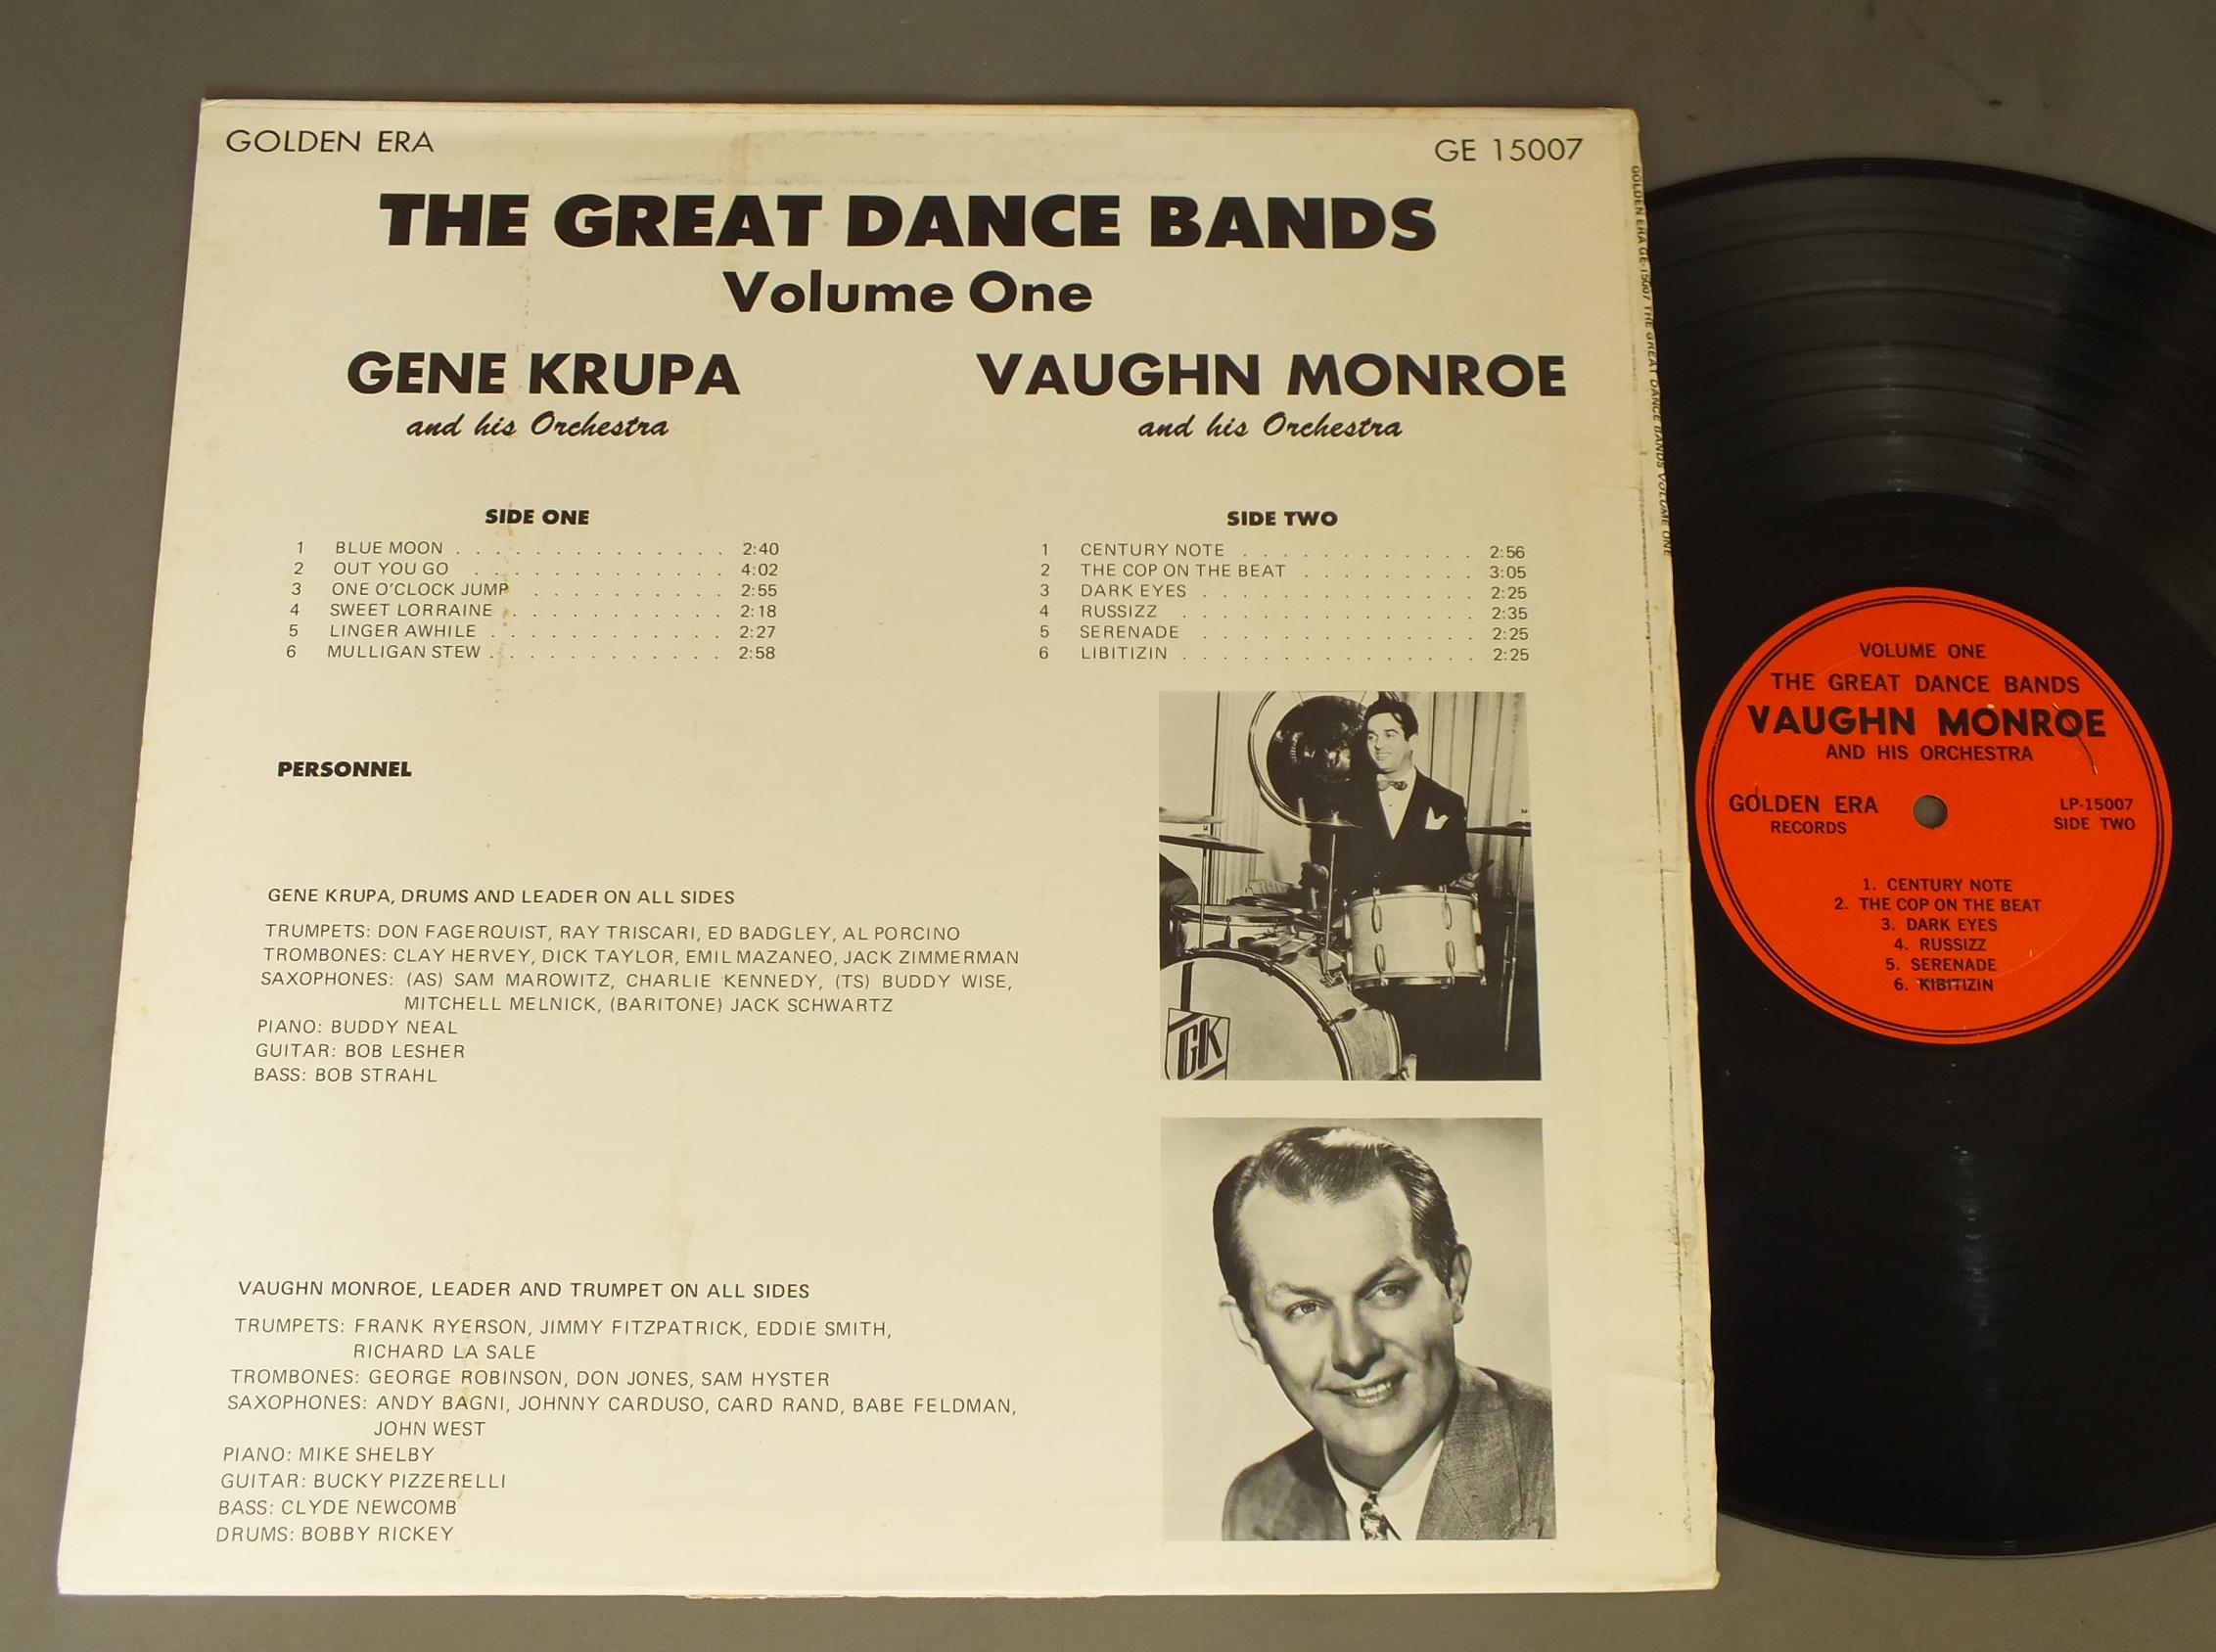 GOLDEN ERA
GE 15007
THE GREAT DANCE BANDS
Volume One
GENE KRUPA
and his Orchestra
SIDE ONE
1 BLUE MOON . . . . . . . . . . . . . . 2:40
2 OUT YOU GO . . . . . . . . . . . . . 4:02
3 ONE O'CLOCK JUMP . . . . . . . . . . 2:55
4 SWEET LORRAINE . . . . . . . . . . . 2:18
5 LINGER AWHILE . . . . . . . . . . . . 2:27
6 MULLIGAN STEW . . . . . . . . . . . . 2:58
VAUGHN MONROE
and his Orchestra
SIDE TWO
1 CENTURY NOTE . . . . . . . . . . . . 2:56
2 THE COP ON THE BEAT . . . . . . . . . 3:05
3 DARK EYES . . . . . . . . . . . . . . 2:25
4 RUSSIZZ . . . . . . . . . . . . . . . 2:35
5 SERENADE . . . . . . . . . . . . . . 2:25
6 LIBITIZIN . . . . . . . . . . . . . . . 2:25
PERSONNEL
GENE KRUPA, DRUMS AND LEADER ON ALL SIDES
TRUMPETS: DON FAGERQUIST, RAY TRISCARI, ED BADGLEY, AL PORCINO
TROMBONES: CLAY HERVEY, DICK TAYLOR, EMIL MAZANEO, JACK ZIMMERMAN
SAXOPHONES: (AS) SAM MAROWITZ, CHARLIE KENNEDY, (TS) BUDDY WISE,
MITCHELL MELNICK, (BARITONE) JACK SCHWARTZ
PIANO: BUDDY NEAL
GUITAR: BOB LESHER
BASS: BOB STRAHL
GK
VAUGHN MONROE, LEADER AND TRUMPET ON ALL SIDES
TRUMPETS: FRANK RYERSON, JIMMY FITZPATRICK, EDDIE SMITH,
RICHARD LA SALE
TROMBONES: GEORGE ROBINSON, DON JONES, SAM HYSTER
SAXOPHONES: ANDY BAGNI, JOHNNY CARDUSO, CARD RAND, BABE FELDMAN,
JOHN WEST
PIANO: MIKE SHELBY
GUITAR: BUCKY PIZZERELLI
BASS: CLYDE NEWCOMB
DRUMS: BOBBY RICKEY
GOLDEN ERA GE-15007 THE GREAT DANCE BANDS VOLUME ONE
VOLUME ONE
THE GREAT DANCE BANDS
VAUGHN MONROE
AND HIS ORCHESTRA
GOLDEN ERA
RECORDS
LP-15007
SIDE TWO
1. CENTURY NOTE
2. THE COP ON THE BEAT
3. DARK EYES
4. RUSSIZZ
5. SERENADE
6. KIBITIZIN